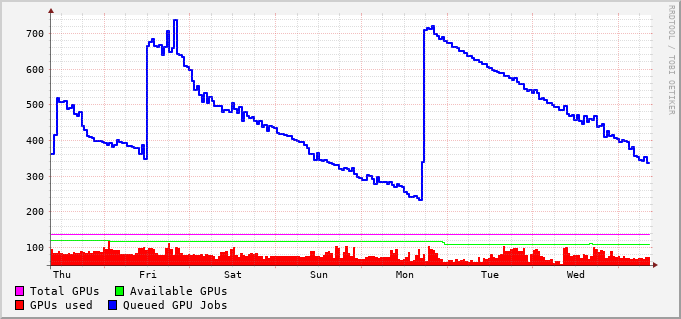 RRDTOOL / TOBI OETIKER
700
600
500
400
300
200
100
Thu Fri Sat Sun Mon Tue Wed
Total GPUs Available GPUs
GPUs used Queued GPU Jobs